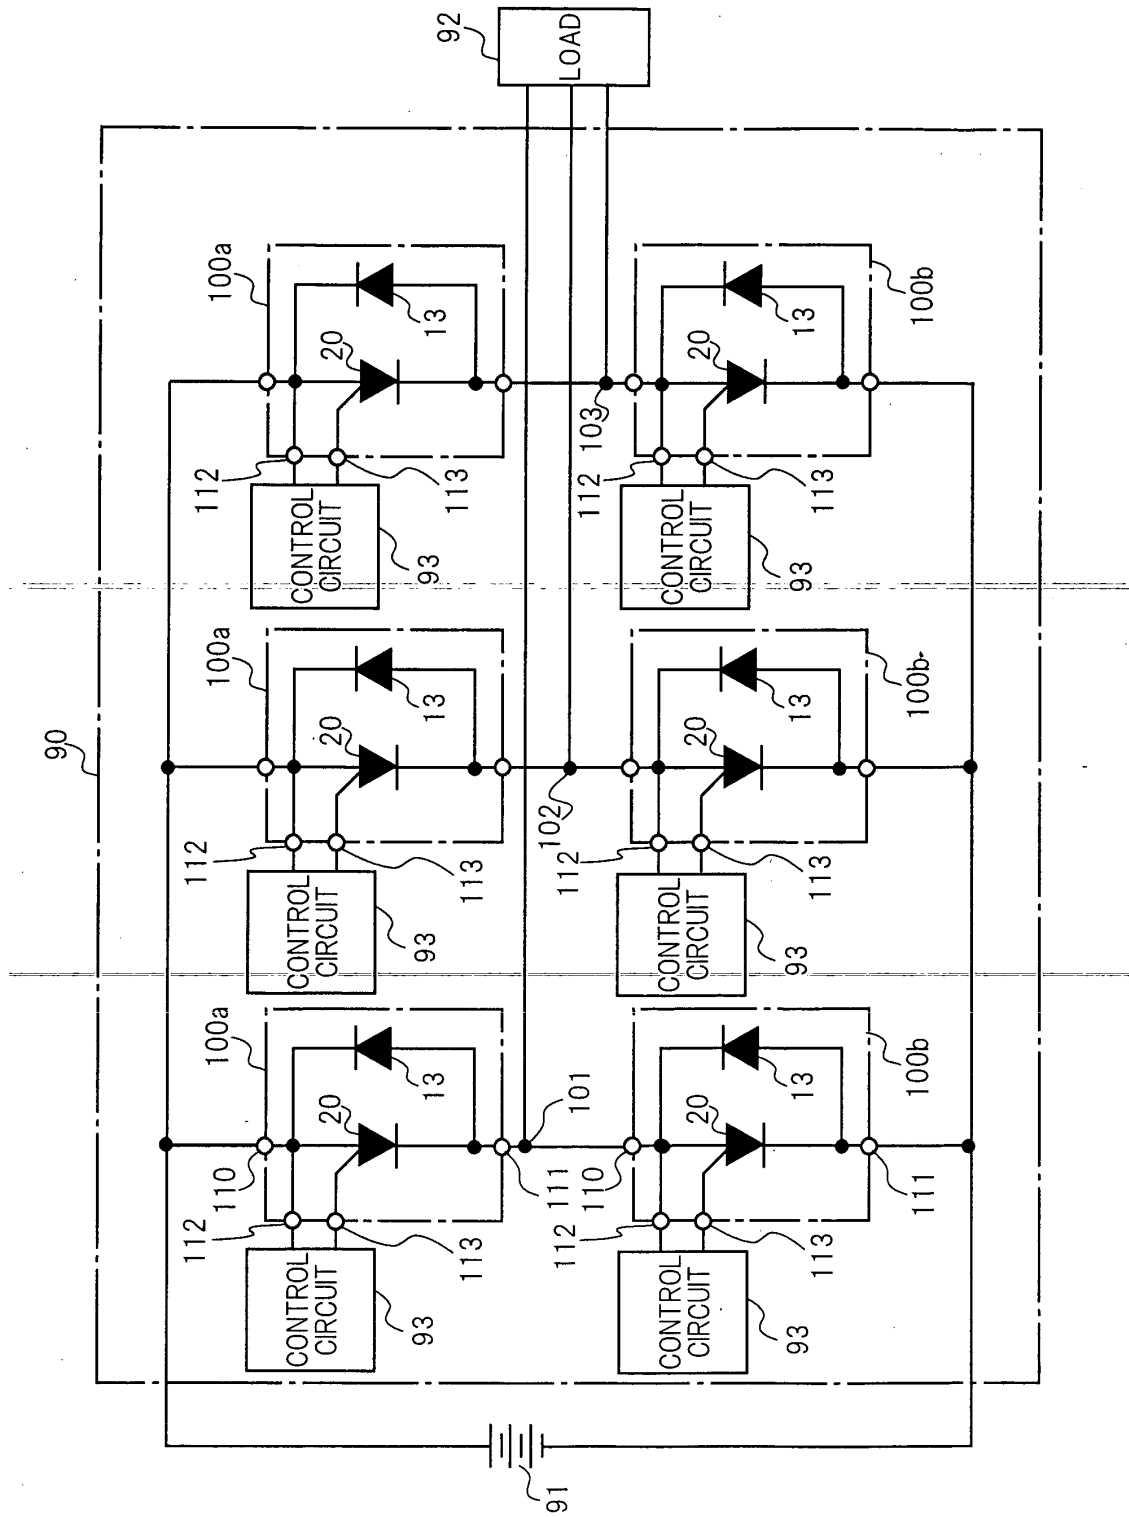 92
LOAD
90
100a
13
20
112
113
CONTROL
CIRCUIT
93
103
100b
13
20
112
113
CONTROL
CIRCUIT
93
100a
13
20
112
113
CONTROL
CIRCUIT
93
102
100b
13
20
112
113
CONTROL
CIRCUIT
93
100a
13
20
110
111
112
113
CONTROL
CIRCUIT
93
101
100b
13
20
110
111
112
113
CONTROL
CIRCUIT
93
91